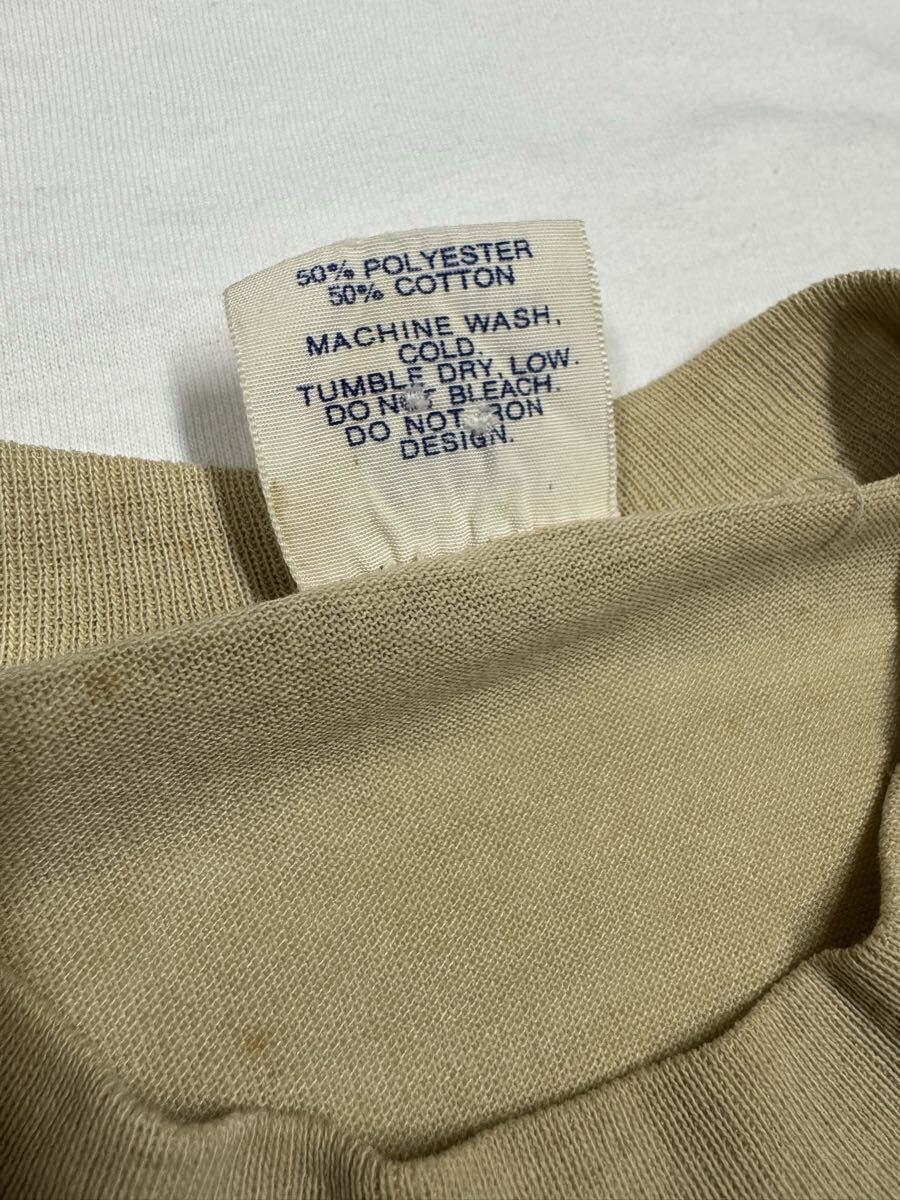 50% POLYESTER
50% COTTON
MACHINE WASH,
COLD.
TUMBLE DRY, LOW.
DO NOT BLEACH.
DO NOT IRON
DESIGN.